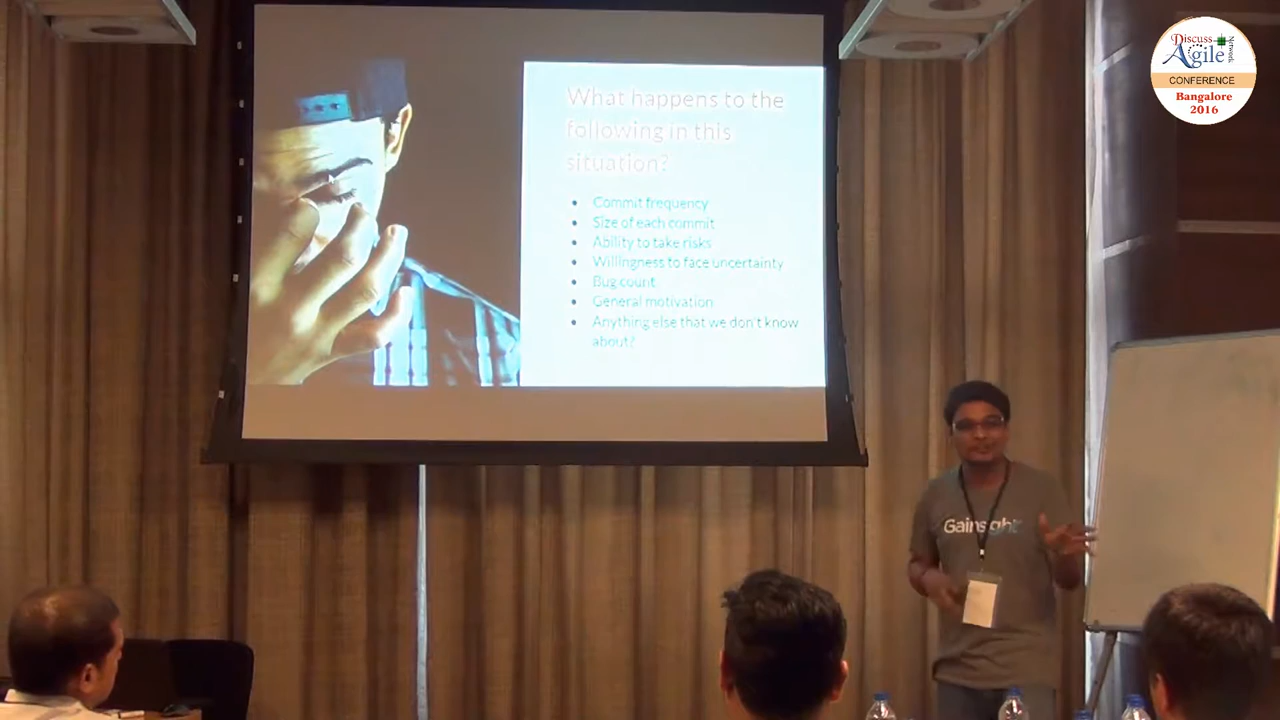 What happens to the
following in this
situation?
Commit frequency
Size of each commit
Ability to take risks
Willingness to face uncertainty
Bug count
General motivation
Anything else that we don't know
about?
Discuss
Agile
Network
CONFERENCE
Bangalore
2016
Gainsight